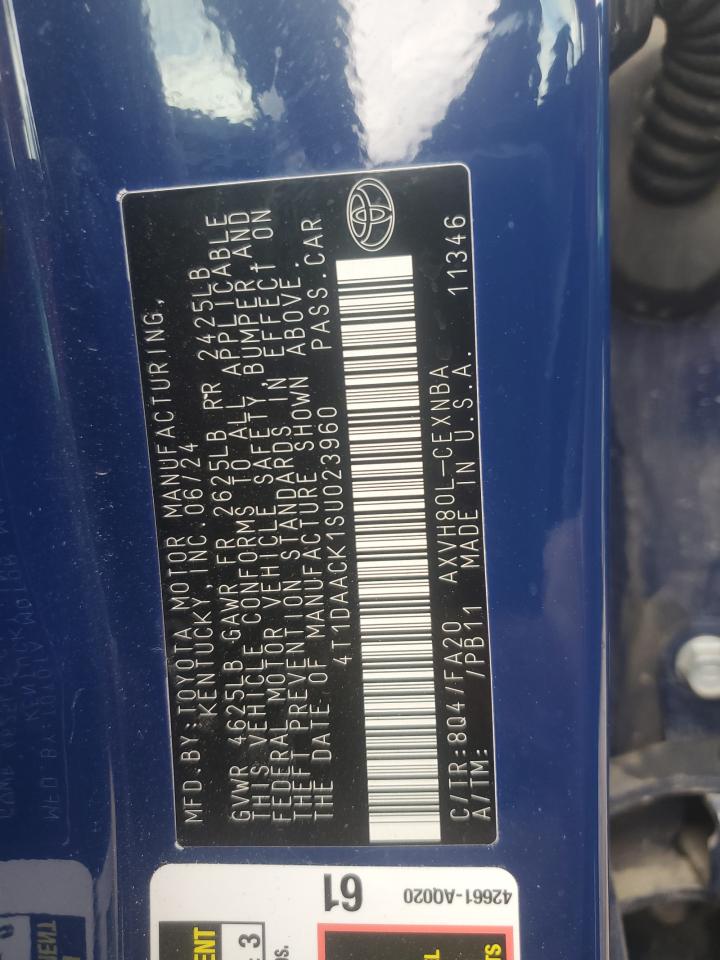 MFD.BY:TOYOTA MOTOR MANUFACTURING,
KENTUCKY INC.06/24
GVWR 4625LB GAWR FR 2625LB RR 2425LB
THIS VEHICLE CONFORMS TO ALL APPLICABLE
FEDERAL MOTOR VEHICLE SAFETY,BUMPER,AND
THEFT PREVENTION STANDARDS IN EFFECT ON
THE DATE OF MANUFACTURE SHOWN ABOVE.
4T1DAACK1SU023960 PASS.CAR
C/TR:8Q4/FA20 AXVH80L-CEXNBA
A/TM: /PB11 MADE IN U.S.A. 11346
61
42661-AQ020
3